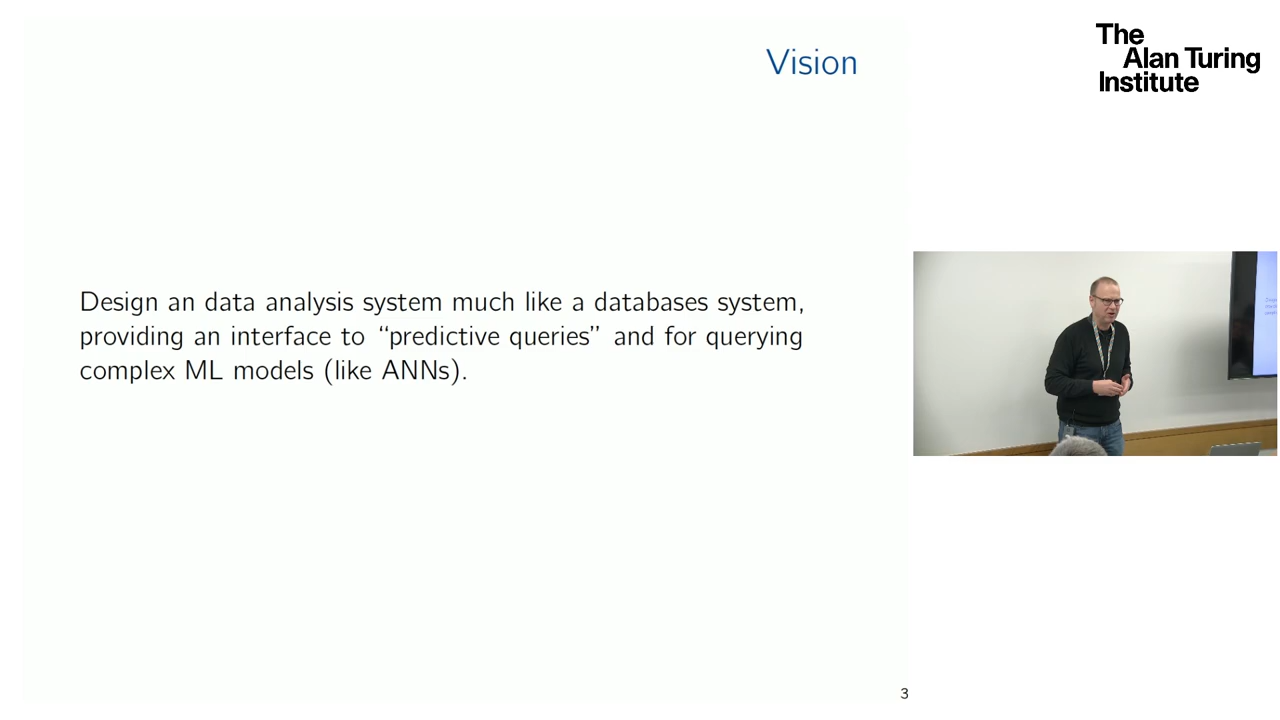 Vision
The
Alan Turing
Institute
Design an data analysis system much like a databases system,
providing an interface to “predictive queries” and for querying
complex ML models (like ANNs).
3